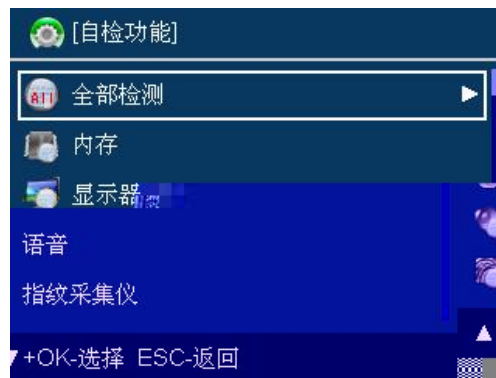 [自检功能]
全部检测
内存
显示器
语音
指纹采集仪
▼+OK-选择 ESC-返回